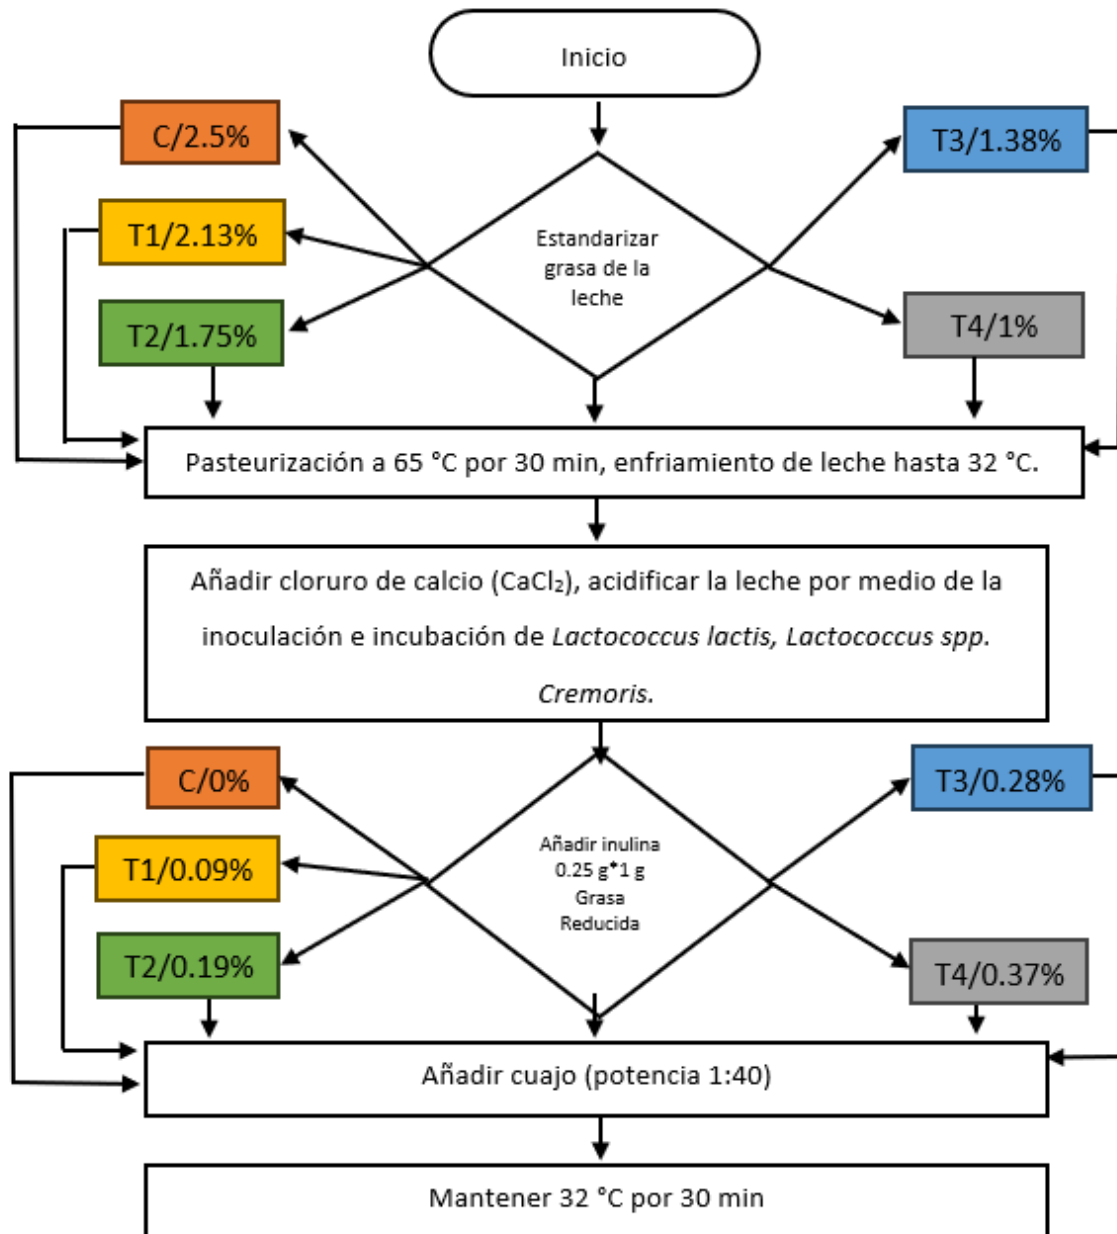 Inicio
C/2.5%
T3/1.38%
T1/2.13%
Estandarizar
grasa de la
leche
T2/1.75%
T4/1%
Pasteurización a 65 °C por 30 min, enfriamiento de leche hasta 32 °C.
Añadir cloruro de calcio (CaCl₂), acidificar la leche por medio de la
inoculación e incubación de Lactococcus lactis, Lactococcus spp.
Cremoris.
C/0%
T3/0.28%
T1/0.09%
Añadir inulina
0.25 g*1 g
Grasa
Reducida
T2/0.19%
T4/0.37%
Añadir cuajo (potencia 1:40)
Mantener 32 °C por 30 min